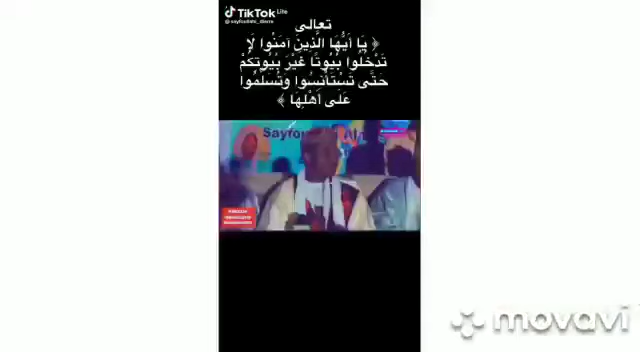 TikTok Lite
تعالى
﴿ يَا أَيُّهَا الَّذِينَ آمَنُوا لَا
تَدْخُلُوا بُيُوتًا غَيْرَ بُيُوتِكُمْ
حَتَّى تَسْتَأْنِسُوا وَتُسَلِّمُوا
عَلَى أَهْلِهَا ﴾
movavi